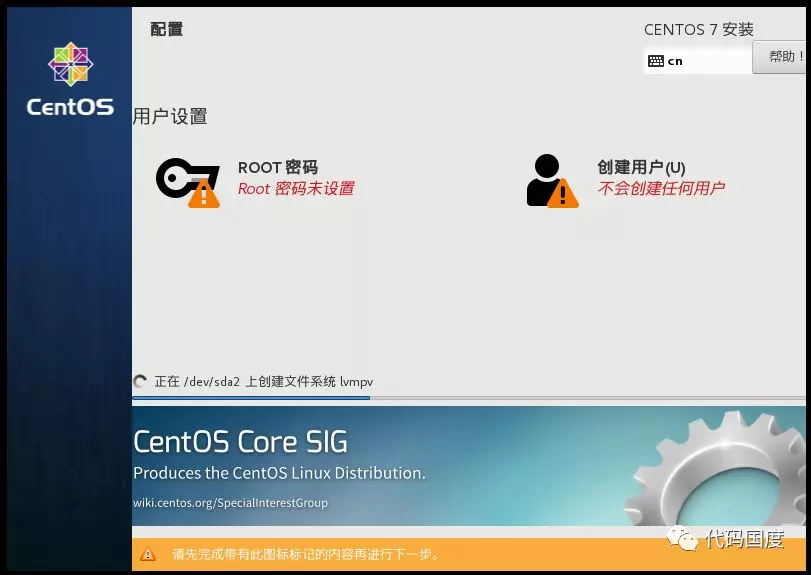 配置
CENTOS 7 安装
cn
帮助！
CentOS
用户设置
ROOT 密码
Root 密码未设置
创建用户(U)
不会创建任何用户
正在 /dev/sda2 上创建文件系统 lvmpv
CentOS Core SIG
Produces the CentOS Linux Distribution.
wiki.centos.org/SpecialInterestGroup
请先完成带有此图标标记的内容再进行下一步。
代码国度